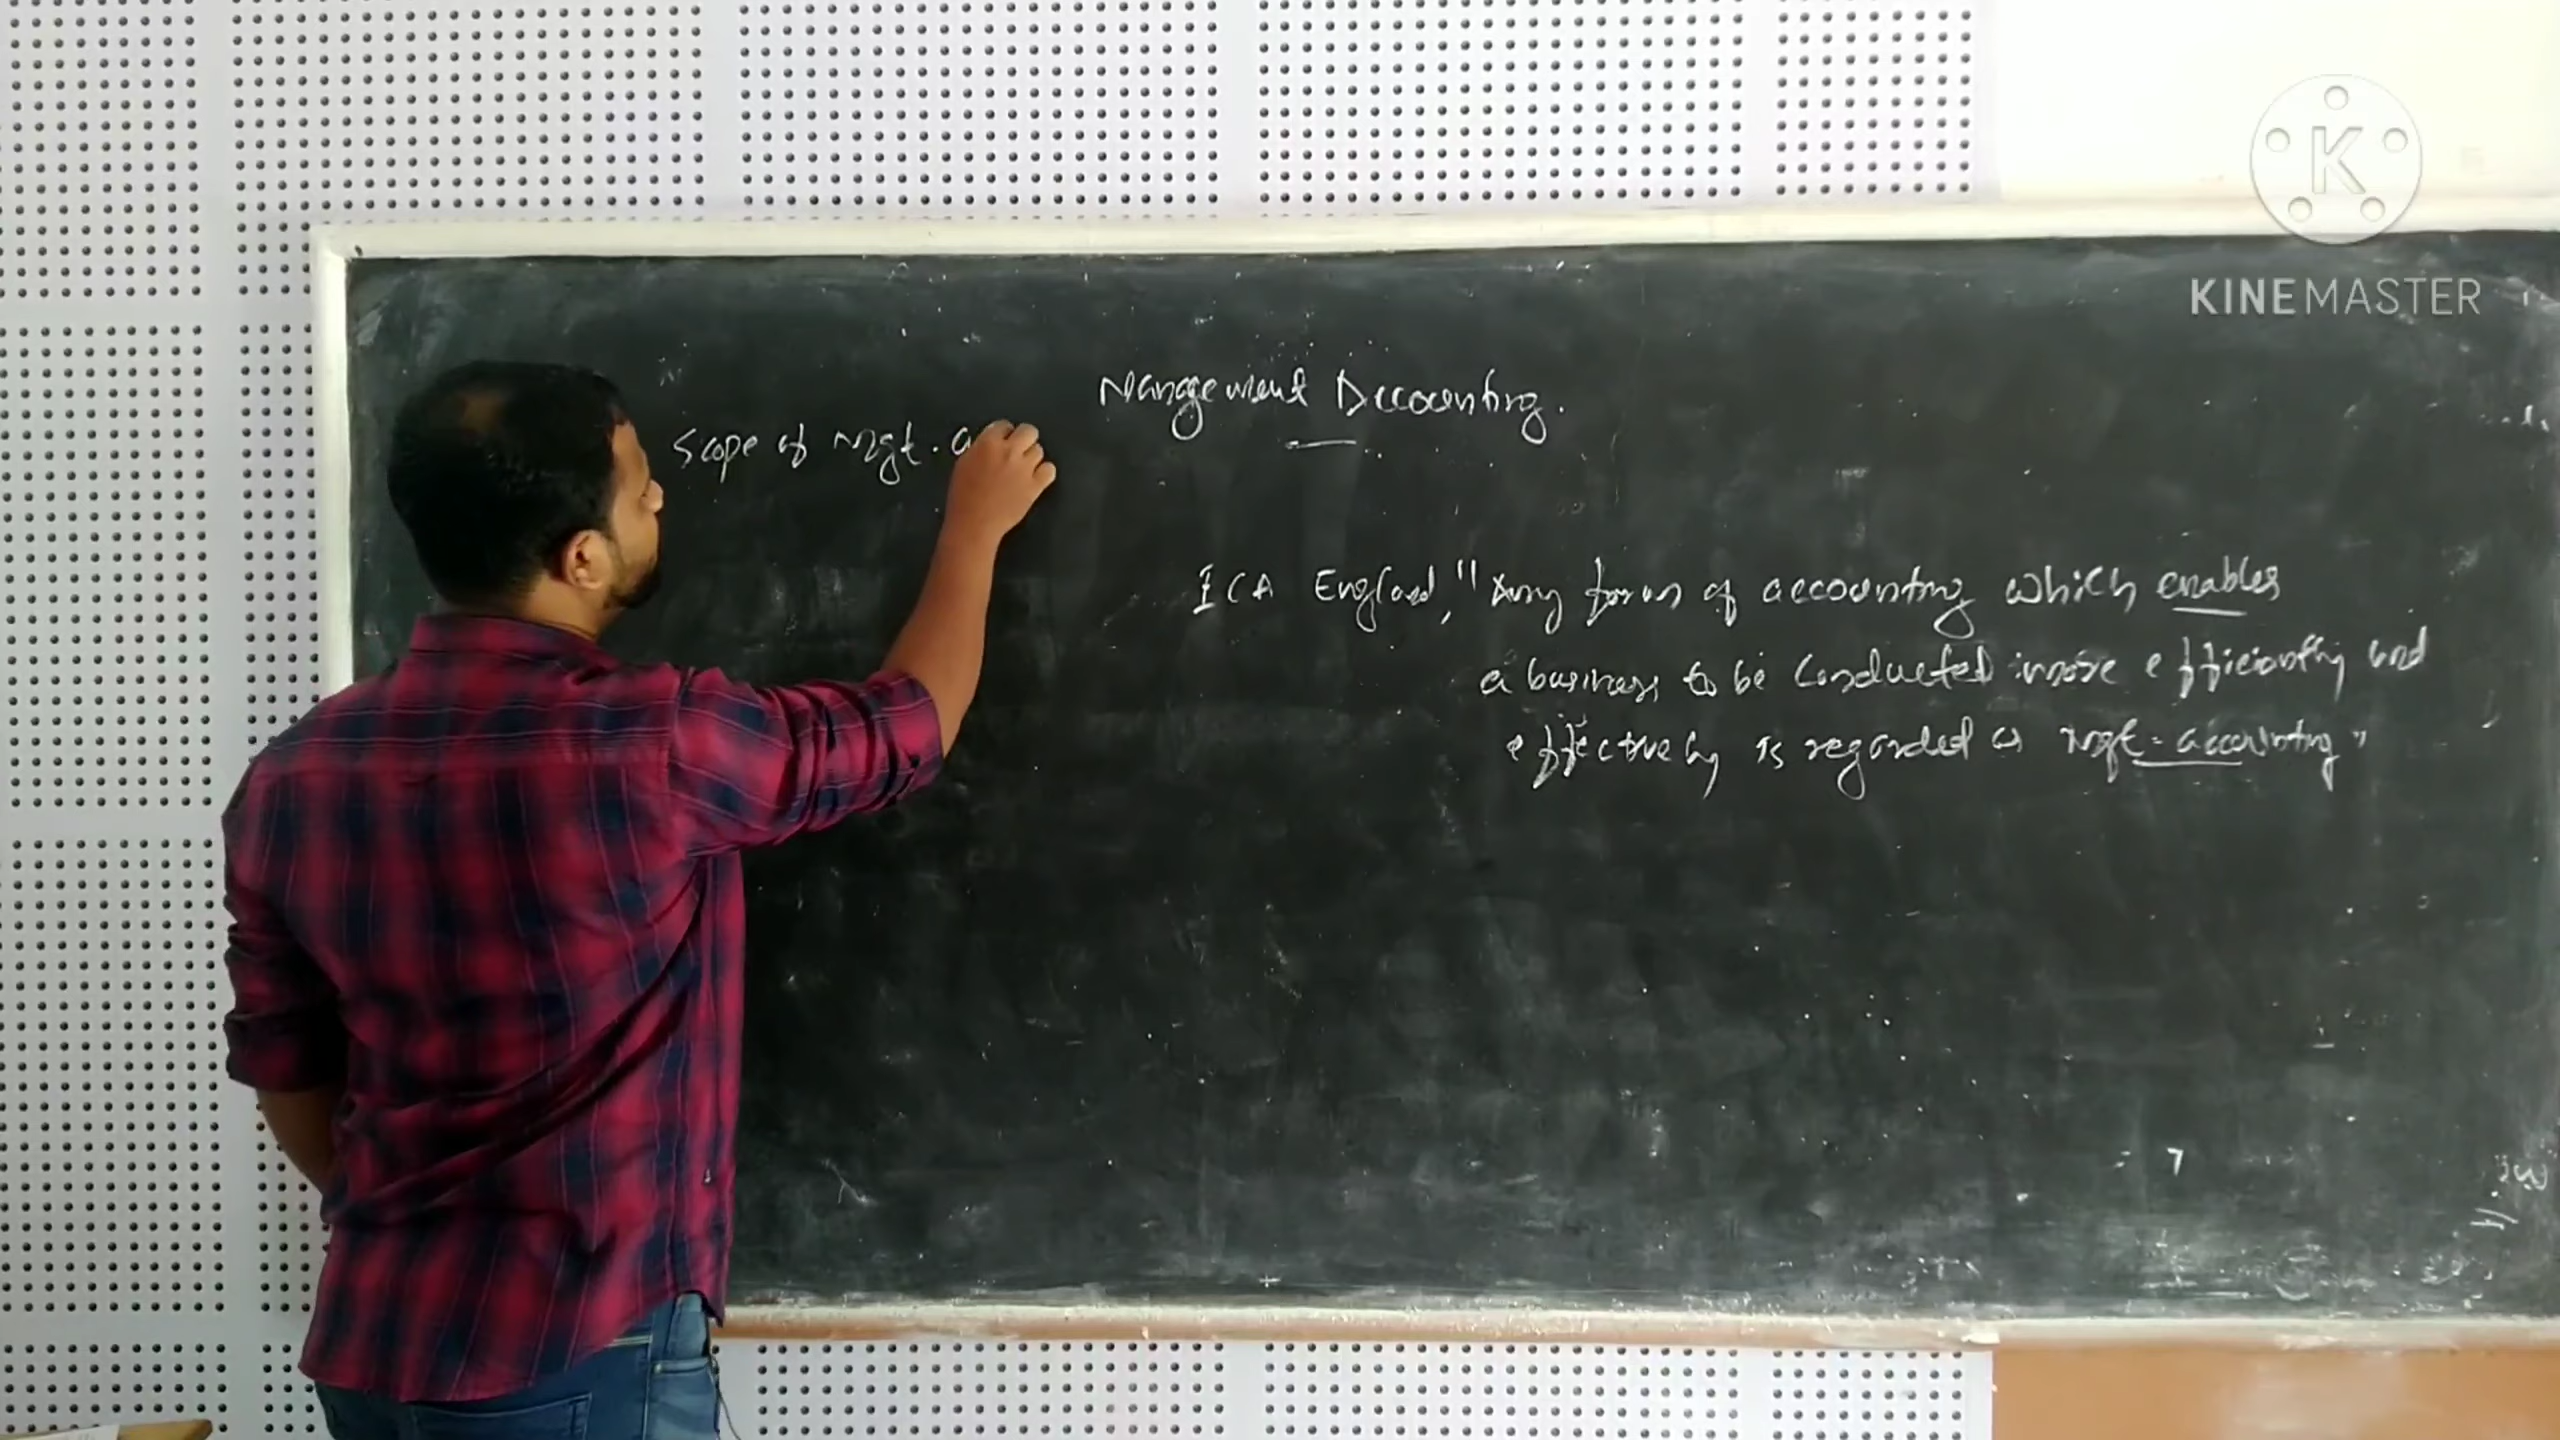 KINEMASTER
Management Accounting.
Scope of Mgt. a
ICA England, "Any form of accounting which enables
a business to be conducted more efficiently and
effectively is regarded as Mgt. accounting"